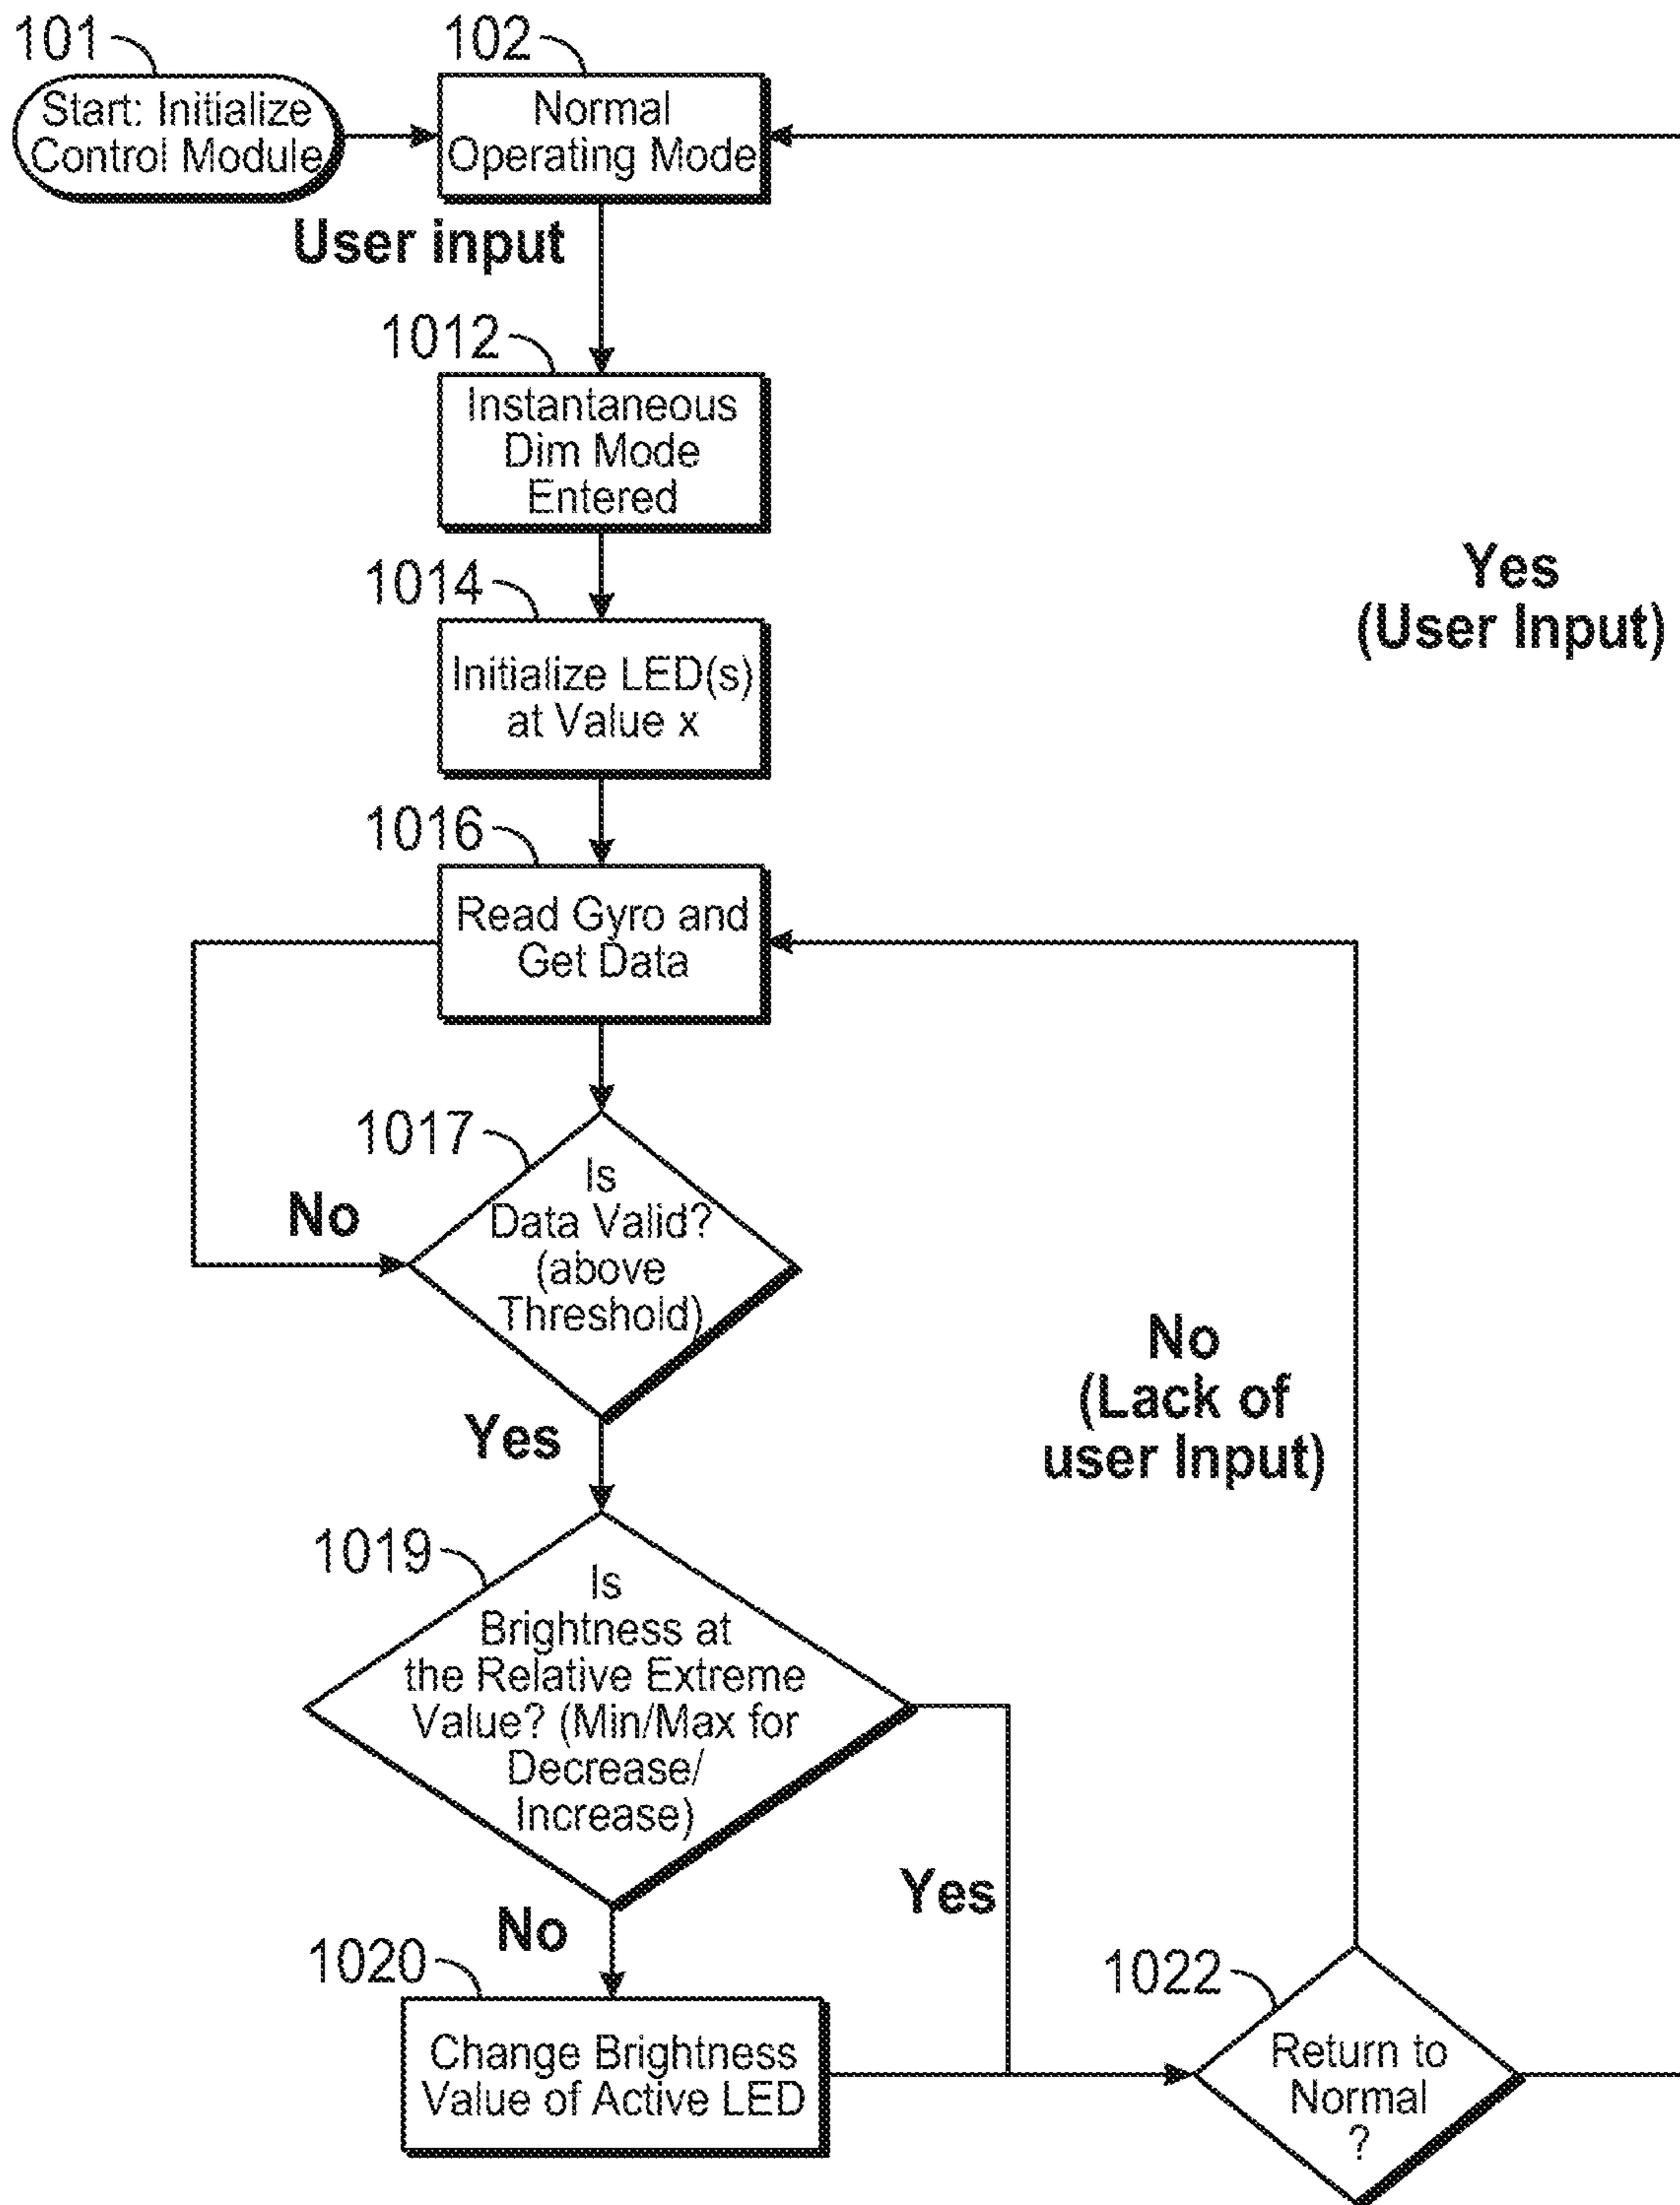 101
102
Start: Initialize
Control Module
Normal
Operating Mode
User input
1012
Instantaneous
Dim Mode
Entered
Yes
(User Input)
1014
Initialize LED(s)
at Value x
1016
Read Gyro and
Get Data
1017
Is
Data Valid?
(above
Threshold)
No
No
(Lack of
user Input)
Yes
1019
Is
Brightness at
the Relative Extreme
Value? (Min/Max for
Decrease/
Increase)
Yes
No
1020
Change Brightness
Value of Active LED
1022
Return to
Normal
?